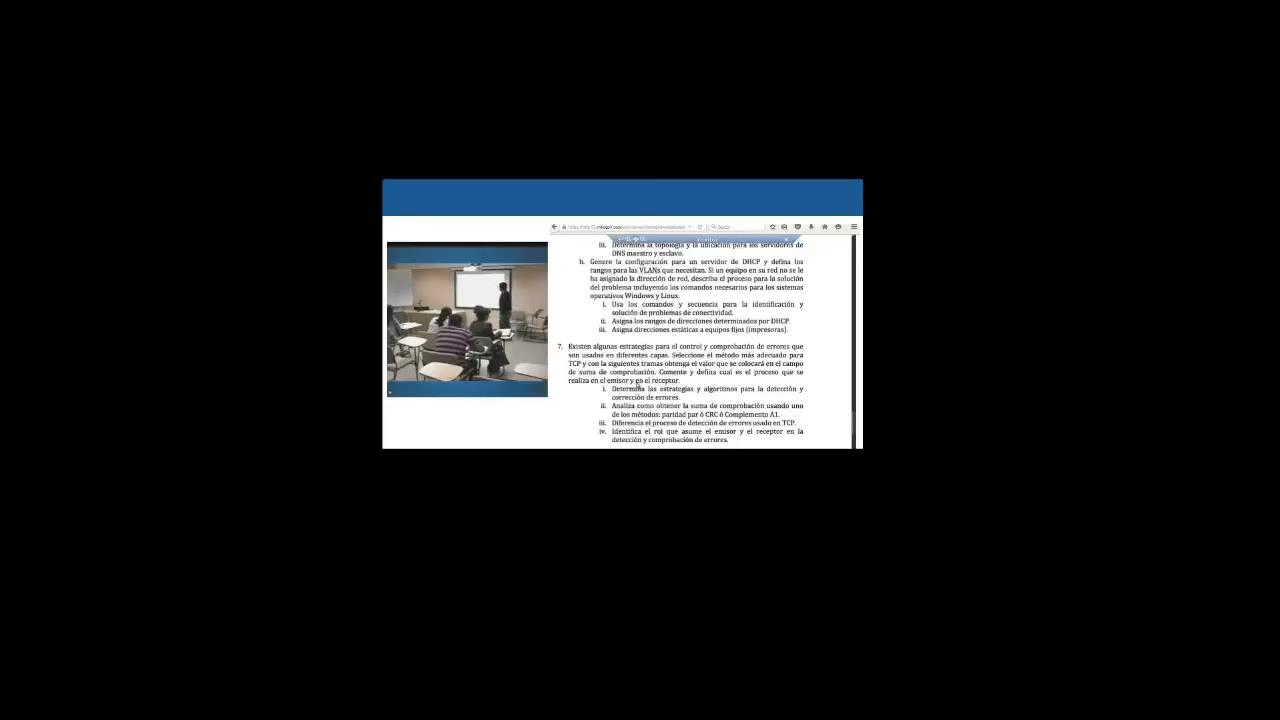 iii. Determina la topología y la ubicación para los servidores de
DNS maestro y esclavo.
b. Genere la configuración para un servidor de DHCP y defina los
rangos para las VLANs que necesitan. Si un equipo en su red no se le
ha asignado la dirección de red, describa el proceso para la solución
del problema incluyendo los comandos necesarios para los sistemas
operativos Windows y Linux.
i. Usa los comandos y secuencia para la identificación y
solución de problemas de conectividad.
ii. Asigna los rangos de direcciones determinados por DHCP.
iii. Asigna direcciones estáticas a equipos fijos (impresoras).
7. Existen algunas estrategias para el control y comprobación de errores que
son usados en diferentes capas. Seleccione el método más adecuado para
TCP y con la siguientes tramas obtenga el valor que se colocará en el campo
de suma de comprobación. Comente y defina cual es el proceso que se
realiza en el emisor y en el receptor.
i. Determina las estrategias y algoritmos para la detección y
corrección de errores.
ii. Analiza como obtener la suma de comprobación usando uno
de los métodos: paridad par ó CRC ó Complemento A1.
iii. Diferencia el proceso de detección de errores usado en TCP.
iv. Identifica el rol que asume el emisor y el receptor en la
detección y comprobación de errores.